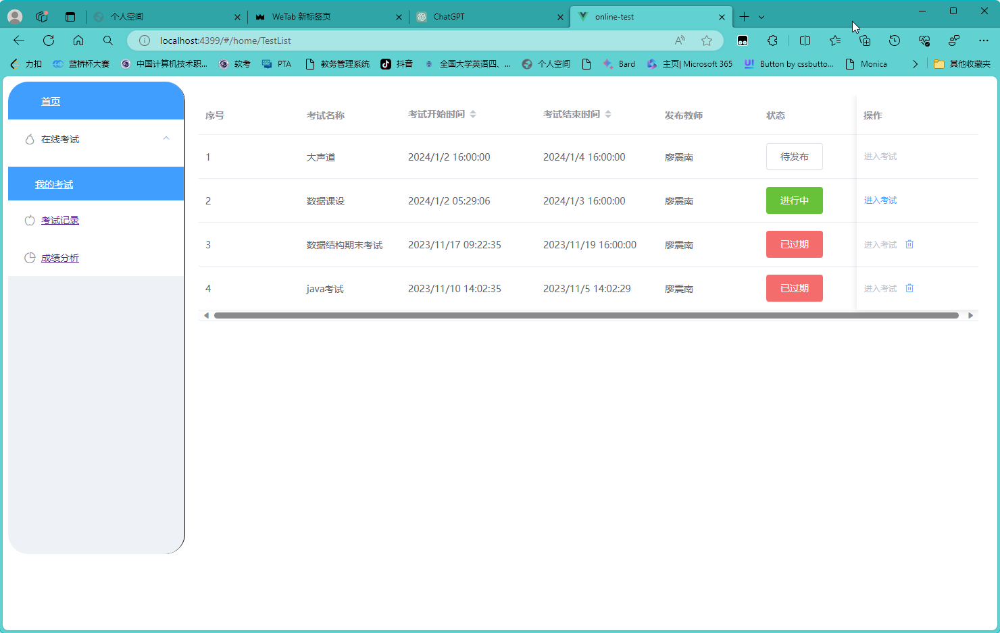 个人空间
WeTab 新标签页
ChatGPT
online-test
localhost:4399/#/home/TestList
力扣 蓝桥杯大赛 中国计算机技术职... 软考 PTA 教务管理系统 抖音 全国大学英语四、... 个人空间 Bard 主页| Microsoft 365 Button by cssbutto... Monica 其他收藏夹
首页
在线考试
我的考试
考试记录
成绩分析
序号 考试名称 考试开始时间 考试结束时间 发布教师 状态 操作
1 大声道 2024/1/2 16:00:00 2024/1/4 16:00:00 廖震南 待发布 进入考试
2 数据课设 2024/1/2 05:29:06 2024/1/3 16:00:00 廖震南 进行中 进入考试
3 数据结构期末考试 2023/11/17 09:22:35 2023/11/19 16:00:00 廖震南 已过期 进入考试
4 java考试 2023/11/10 14:02:35 2023/11/5 14:02:29 廖震南 已过期 进入考试